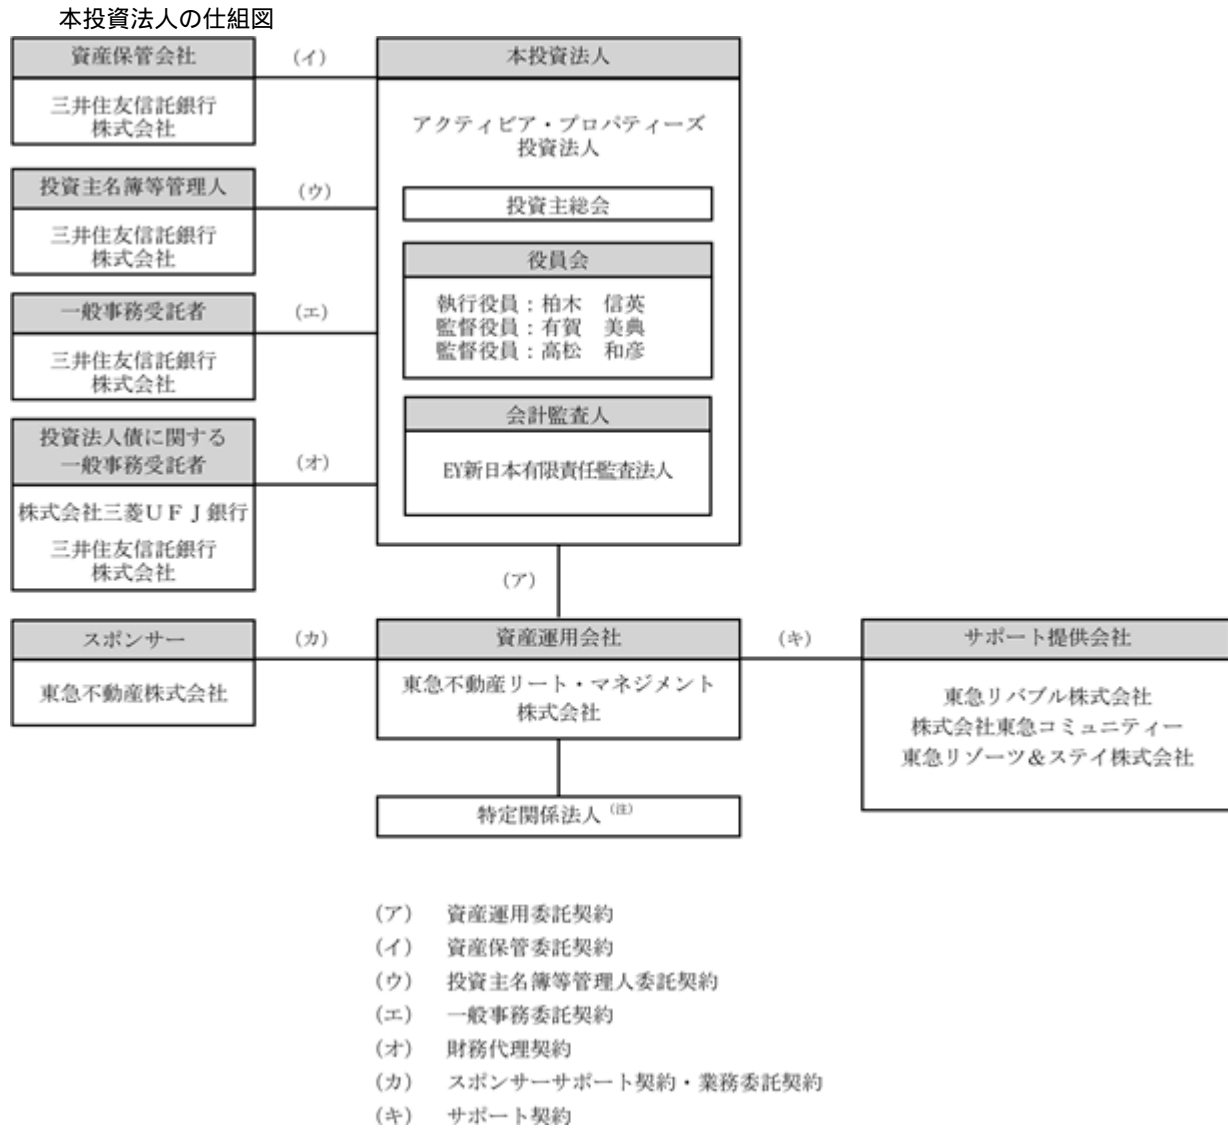 本投資法人の仕組図
資産保管会社
三井住友信託銀行
株式会社
(イ)
投資主名簿等管理人
三井住友信託銀行
株式会社
(ウ)
一般事務受託者
三井住友信託銀行
株式会社
(エ)
投資法人債に関する
一般事務受託者
株式会社三菱ＵＦＪ銀行
三井住友信託銀行
株式会社
(オ)
本投資法人
アクティビア・プロパティーズ
投資法人
投資主総会
役員会
執行役員：柏木　信英
監督役員：有賀　美典
監督役員：高松　和彦
会計監査人
EY新日本有限責任監査法人
(ア)
スポンサー
東急不動産株式会社
(カ)
資産運用会社
東急不動産リート・マネジメント
株式会社
(キ)
サポート提供会社
東急リバブル株式会社
株式会社東急コミュニティー
東急リゾーツ＆ステイ株式会社
特定関係法人(注)
(ア)　資産運用委託契約
(イ)　資産保管委託契約
(ウ)　投資主名簿等管理人委託契約
(エ)　一般事務委託契約
(オ)　財務代理契約
(カ)　スポンサーサポート契約・業務委託契約
(キ)　サポート契約